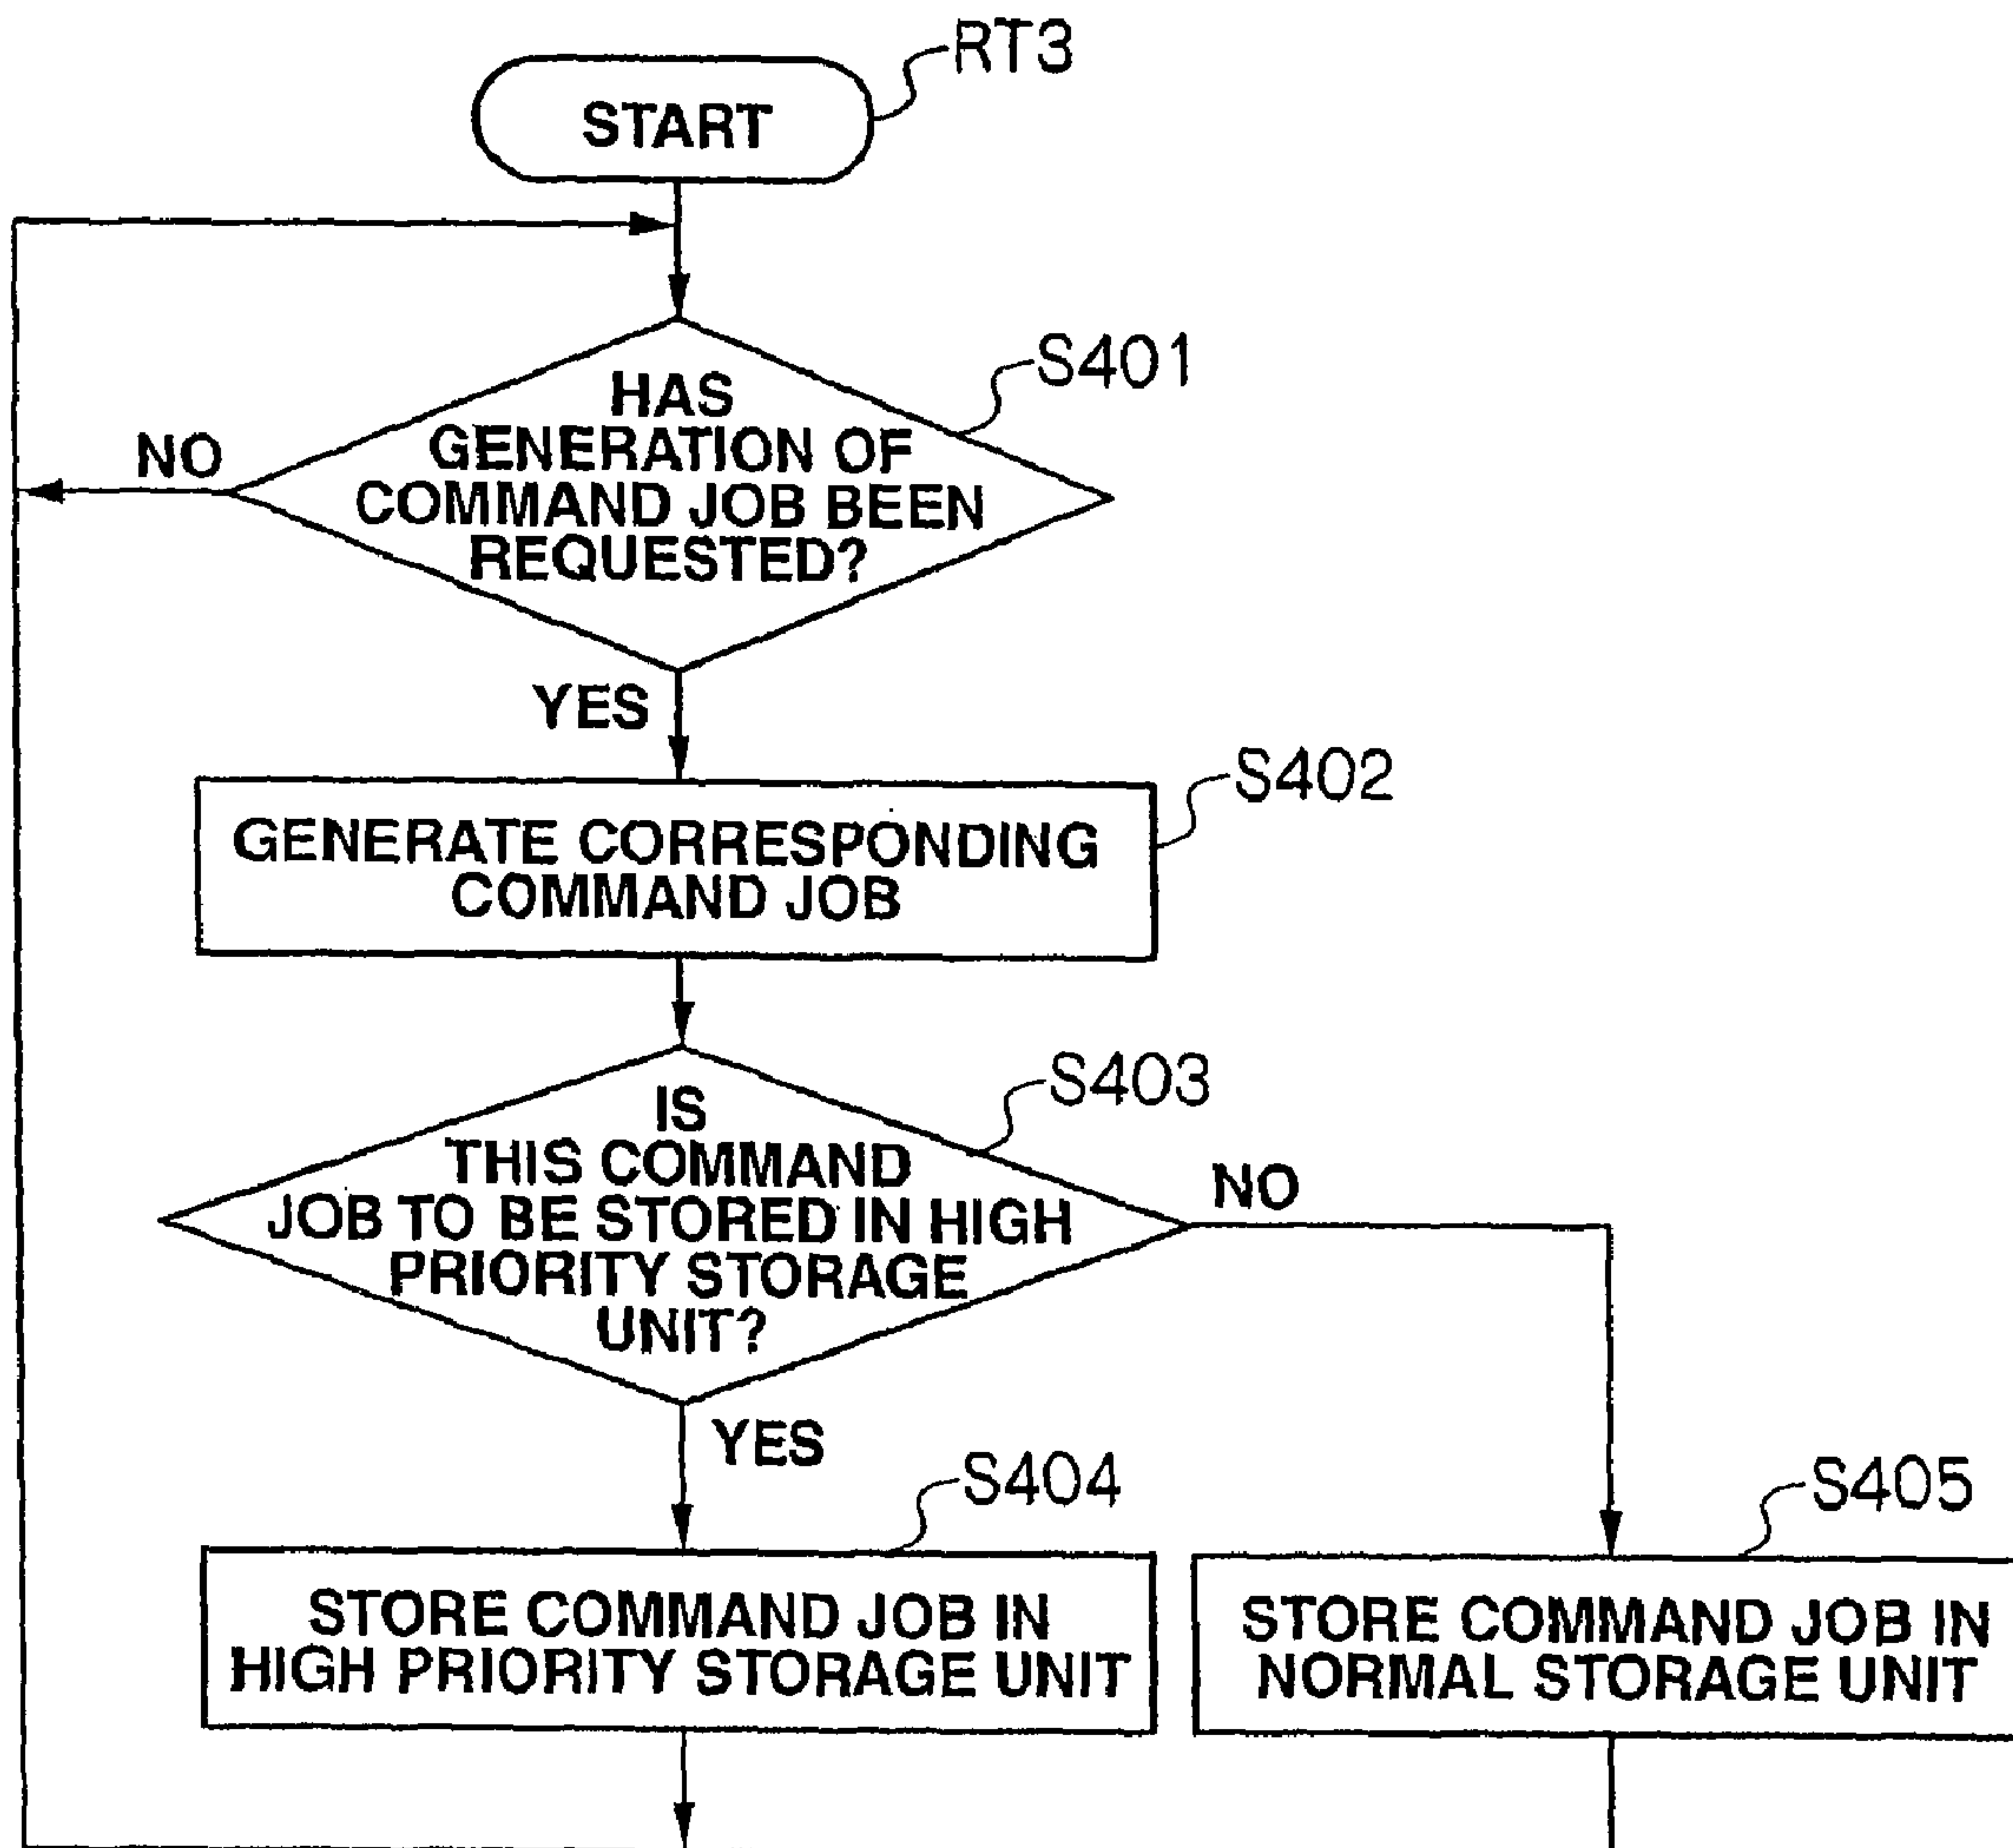 RT3
START
S401
HAS
GENERATION OF
COMMAND JOB BEEN
REQUESTED?
NO
YES
S402
GENERATE CORRESPONDING
COMMAND JOB
S403
IS
THIS COMMAND
JOB TO BE STORED IN HIGH
PRIORITY STORAGE
UNIT?
NO
YES
S404
S405
STORE COMMAND JOB IN
HIGH PRIORITY STORAGE UNIT
STORE COMMAND JOB IN
NORMAL STORAGE UNIT